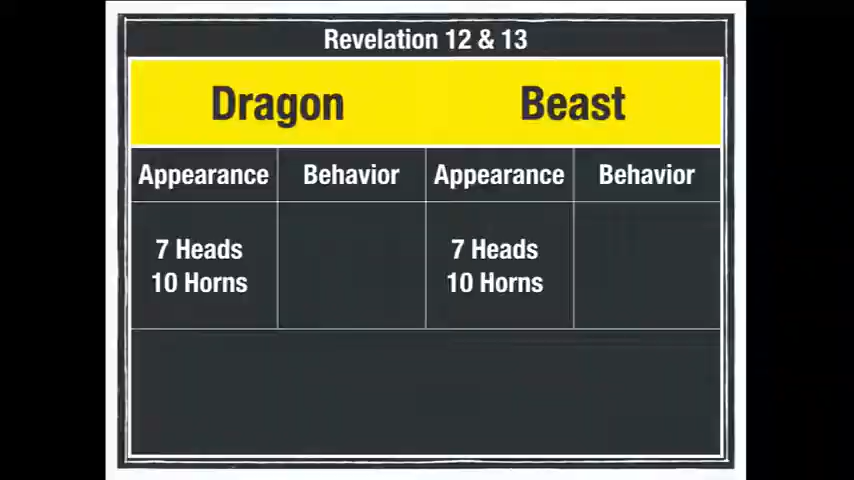 Revelation 12 & 13
Dragon Beast
Appearance Behavior Appearance Behavior
7 Heads 7 Heads
10 Horns 10 Horns